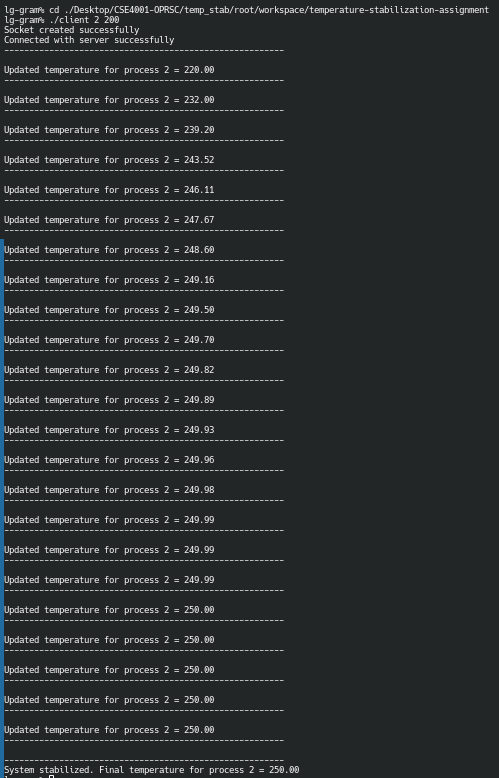 lg-gram% cd ./Desktop/CSE4001-OPRSC/temp_stab/root/workspace/temperature-stabilization-assignment
lg-gram% ./client 2 200
Socket created successfully
Connected with server successfully
--------------------------------------------------------
Updated temperature for process 2 = 220.00
--------------------------------------------------------
Updated temperature for process 2 = 232.00
--------------------------------------------------------
Updated temperature for process 2 = 239.20
--------------------------------------------------------
Updated temperature for process 2 = 243.52
--------------------------------------------------------
Updated temperature for process 2 = 246.11
--------------------------------------------------------
Updated temperature for process 2 = 247.67
--------------------------------------------------------
Updated temperature for process 2 = 248.60
--------------------------------------------------------
Updated temperature for process 2 = 249.16
--------------------------------------------------------
Updated temperature for process 2 = 249.50
--------------------------------------------------------
Updated temperature for process 2 = 249.70
--------------------------------------------------------
Updated temperature for process 2 = 249.82
--------------------------------------------------------
Updated temperature for process 2 = 249.89
--------------------------------------------------------
Updated temperature for process 2 = 249.93
--------------------------------------------------------
Updated temperature for process 2 = 249.96
--------------------------------------------------------
Updated temperature for process 2 = 249.98
--------------------------------------------------------
Updated temperature for process 2 = 249.99
--------------------------------------------------------
Updated temperature for process 2 = 249.99
--------------------------------------------------------
Updated temperature for process 2 = 249.99
--------------------------------------------------------
Updated temperature for process 2 = 250.00
--------------------------------------------------------
Updated temperature for process 2 = 250.00
--------------------------------------------------------
Updated temperature for process 2 = 250.00
--------------------------------------------------------
Updated temperature for process 2 = 250.00
--------------------------------------------------------
Updated temperature for process 2 = 250.00
--------------------------------------------------------
--------------------------------------------------------
System stabilized. Final temperature for process 2 = 250.00